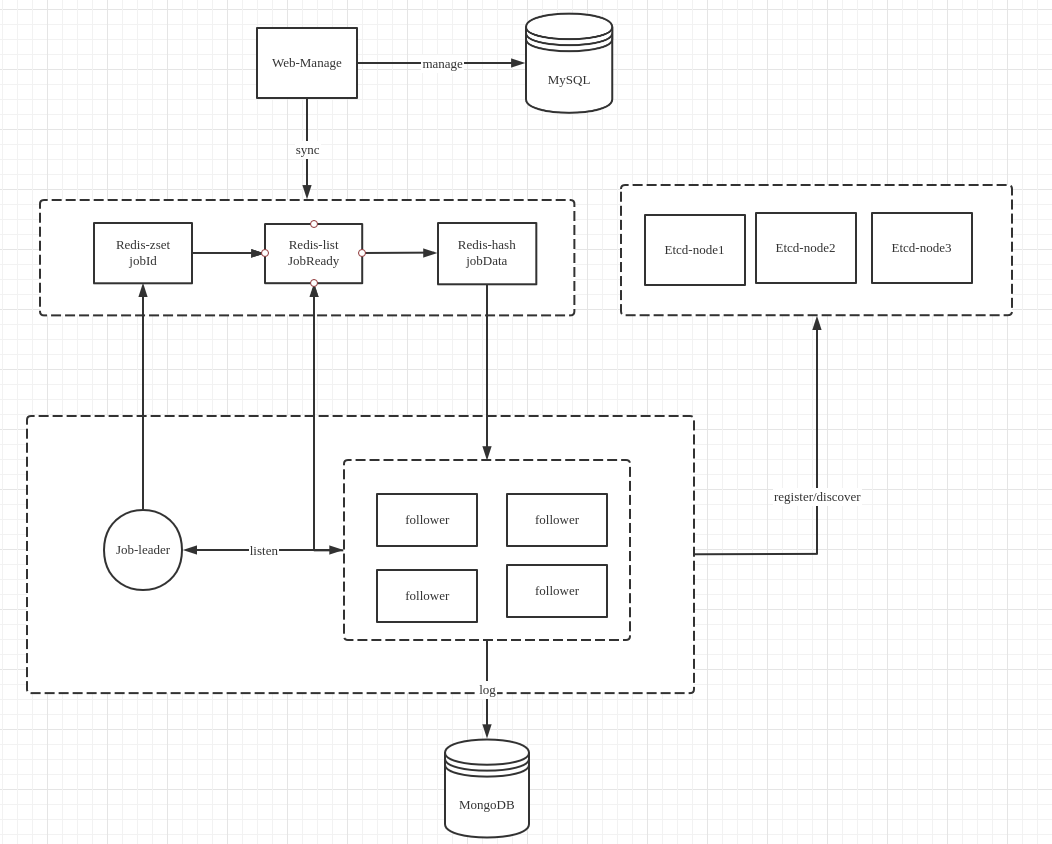 Web-Manage
manage
MySQL
sync
Redis-zset
jobId
Redis-list
JobReady
Redis-hash
jobData
Etcd-node1
Etcd-node2
Etcd-node3
register/discover
follower
follower
Job-leader
listen
follower
follower
log
MongoDB